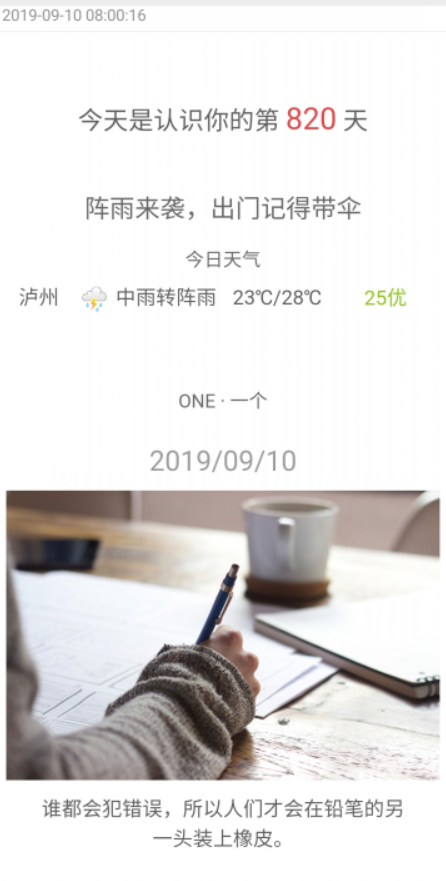 2019-09-10 08:00:16
今天是认识你的第 820 天
阵雨来袭，出门记得带伞
今日天气
泸州 中雨转阵雨 23℃/28℃ 25优
ONE · 一个
2019/09/10
谁都会犯错误，所以人们才会在铅笔的另
一头装上橡皮。